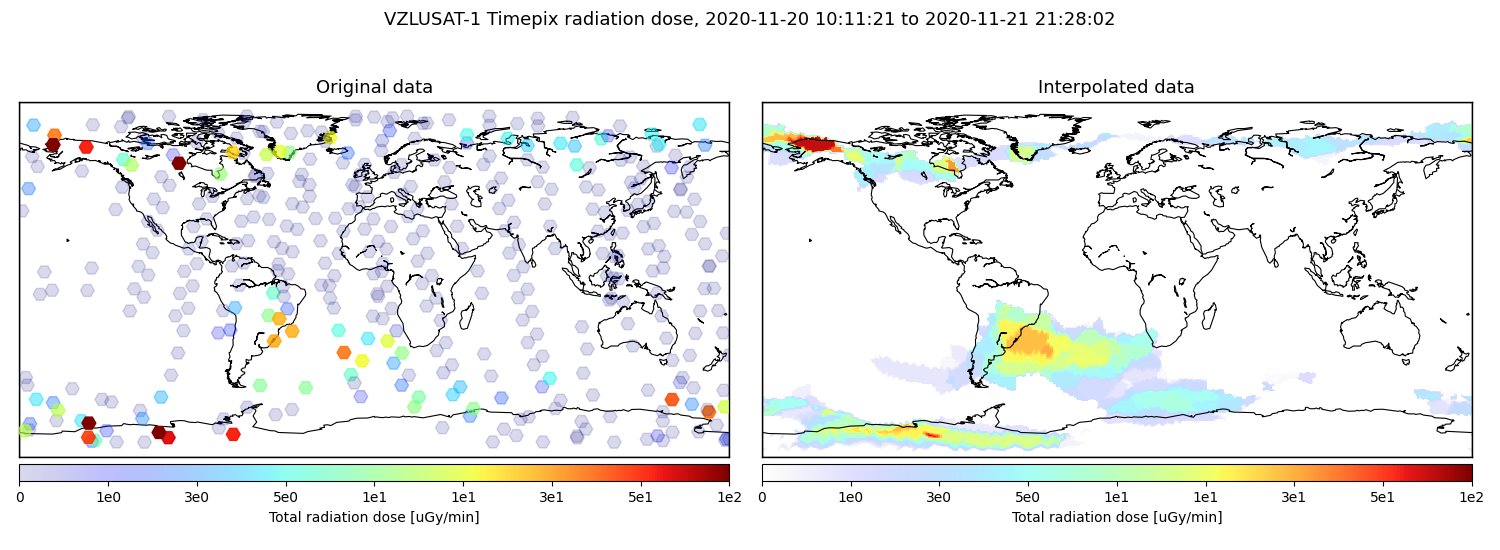 VZLUSAT-1 Timepix radiation dose, 2020-11-20 10:11:21 to 2020-11-21 21:28:02
Original data
Interpolated data
0 1e0 3e0 5e0 1e1 1e1 3e1 5e1 1e2
Total radiation dose [uGy/min]
0 1e0 3e0 5e0 1e1 1e1 3e1 5e1 1e2
Total radiation dose [uGy/min]